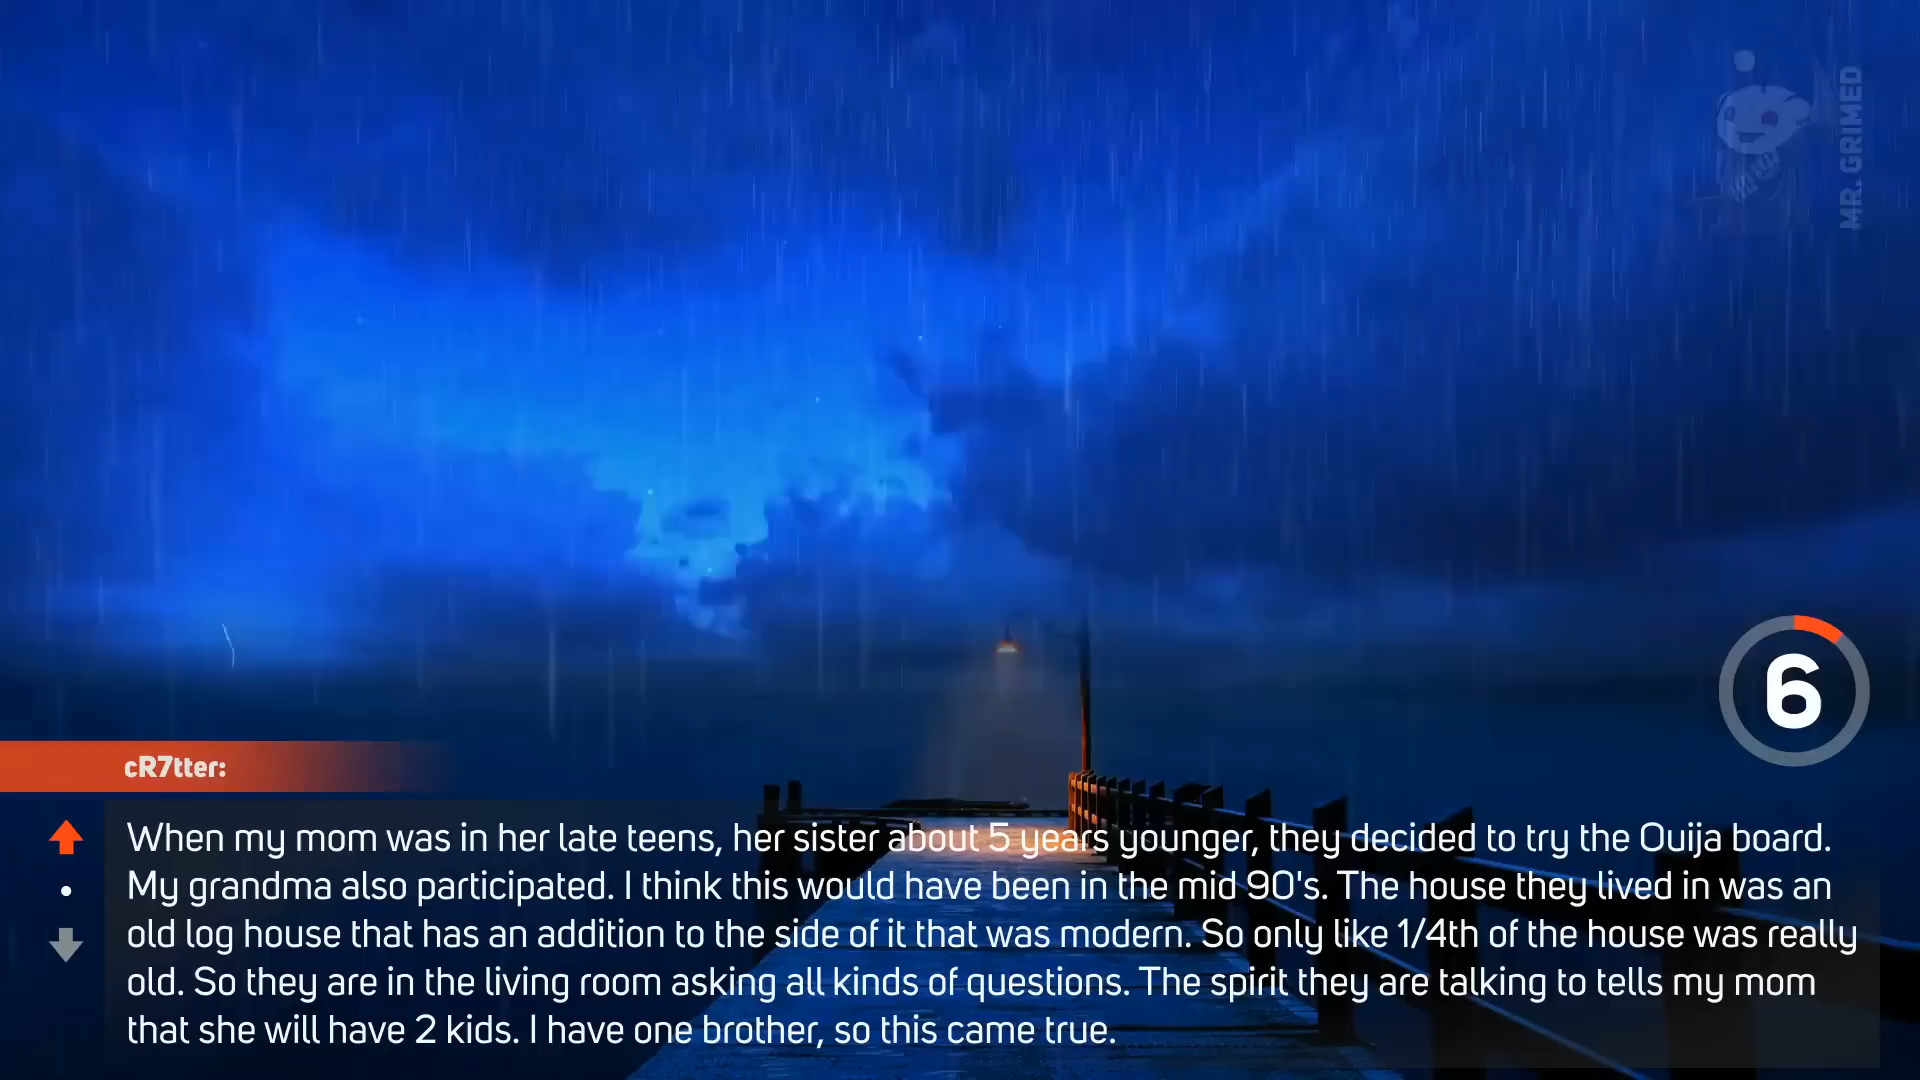 MR. GRIMED
6
cR7tter:
When my mom was in her late teens, her sister about 5 years younger, they decided to try the Ouija board.
My grandma also participated. I think this would have been in the mid 90's. The house they lived in was an
old log house that has an addition to the side of it that was modern. So only like 1/4th of the house was really
old. So they are in the living room asking all kinds of questions. The spirit they are talking to tells my mom
that she will have 2 kids. I have one brother, so this came true.